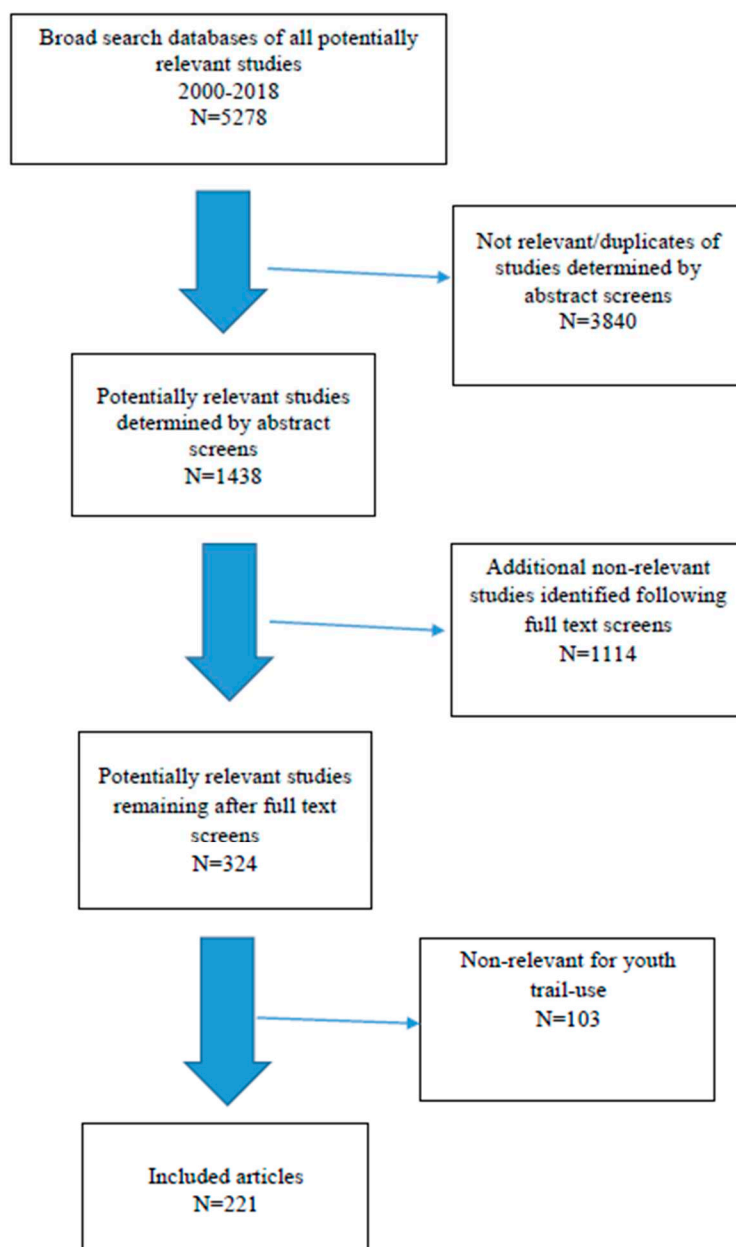 Broad search databases of all potentially
relevant studies
2000-2018
N=5278
Not relevant/duplicates of
studies determined by
abstract screens
N=3840
Potentially relevant studies
determined by abstract
screens
N=1438
Additional non-relevant
studies identified following
full text screens
N=1114
Potentially relevant studies
remaining after full text
screens
N=324
Non-relevant for youth
trail-use
N=103
Included articles
N=221